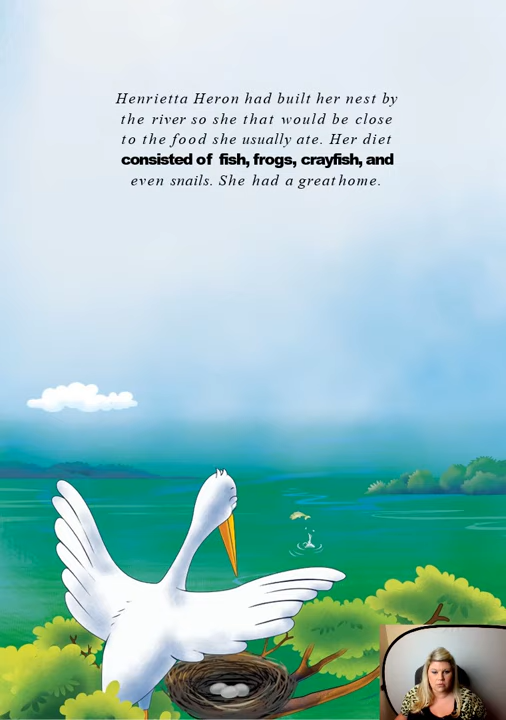 Henrietta Heron had built her nest by
the river so she that would be close
to the food she usually ate. Her diet
consisted of fish, frogs, crayfish, and
even snails. She had a great home.